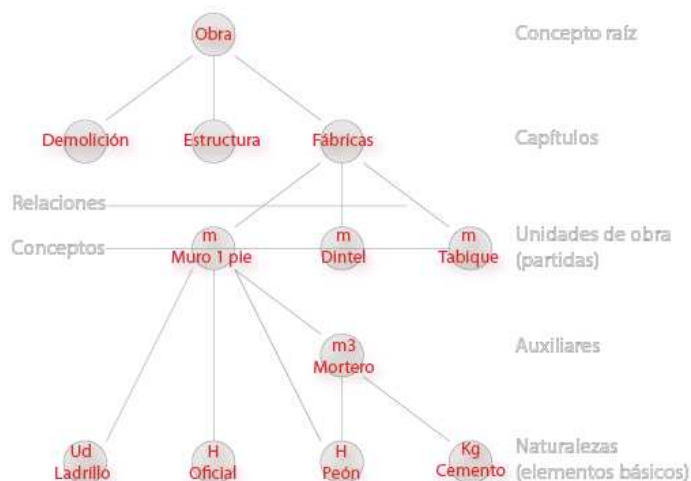 Obra
Concepto raíz
Demolición
Estructura
Fábricas
Capítulos
Relaciones
Conceptos
m
Muro 1 pie
m
Dintel
m
Tabique
Unidades de obra
(partidas)
m3
Mortero
Auxiliares
Ud
Ladrillo
H
Oficial
H
Peón
Kg
Cemento
Naturalezas
(elementos básicos)